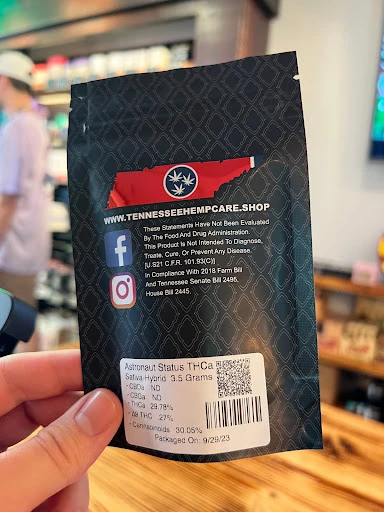 WWW.TENNESSEEHEMPCARE.SHOP
These Statements Have Not Been Evaluated
By The Food And Drug Administration.
This Product Is Not Intended To Diagnose,
Treat, Cure, Or Prevent Any Disease.
[U.S21 C.F.R. 101.93(C)]
In Compliance With 2018 Farm Bill
And Tennessee Senate Bill 2495,
House Bill 2445.
Astronaut Status THCa
Sativa-Hybrid 3.5 Grams
- CBDa ND
- CBGa ND
- THCa 29.78%
- Δ9 THC .27%
- Cannabinoids 30.05%
Packaged On: 9/29/23